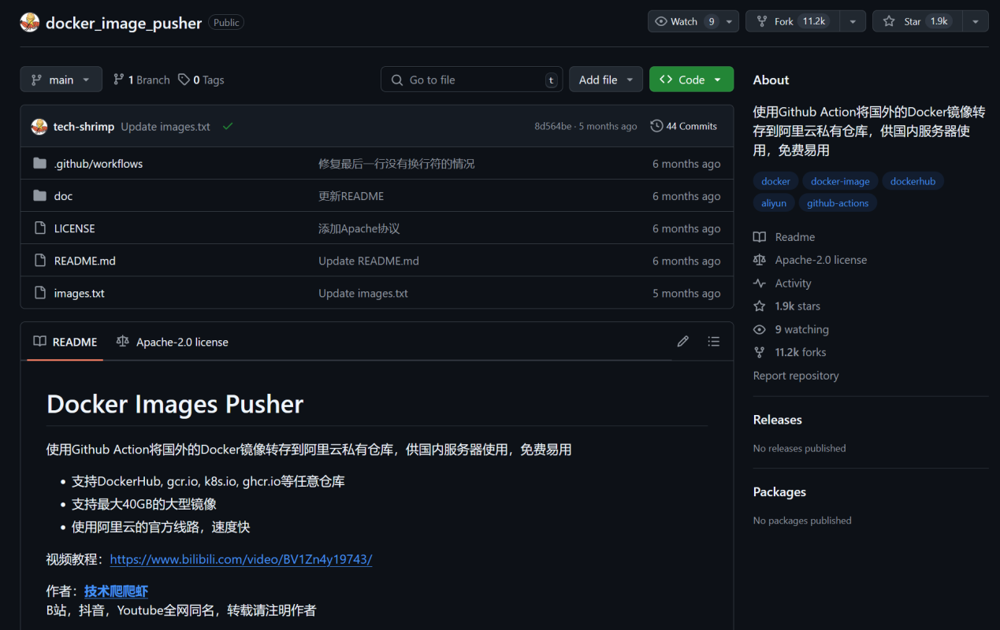 docker_image_pusher Public Watch 9 Fork 11.2k Star 1.9k
main 1 Branch 0 Tags Go to file t Add file Code
tech-shrimp Update images.txt 8d564be · 5 months ago 44 Commits
.github/workflows 修复最后一行没有换行符的情况 6 months ago
doc 更新README 6 months ago
LICENSE 添加Apache协议 6 months ago
README.md Update README.md 6 months ago
images.txt Update images.txt 5 months ago
README Apache-2.0 license
Docker Images Pusher
使用Github Action将国外的Docker镜像转存到阿里云私有仓库，供国内服务器使用，免费易用
支持DockerHub, gcr.io, k8s.io, ghcr.io等任意仓库
支持最大40GB的大型镜像
使用阿里云的官方线路，速度快
视频教程：https://www.bilibili.com/video/BV1Zn4y19743/
作者：技术爬爬虾
B站，抖音，Youtube全网同名，转载请注明作者
About
使用Github Action将国外的Docker镜像转
存到阿里云私有仓库，供国内服务器使
用，免费易用
docker docker-image dockerhub
aliyun github-actions
Readme
Apache-2.0 license
Activity
1.9k stars
9 watching
11.2k forks
Report repository
Releases
No releases published
Packages
No packages published